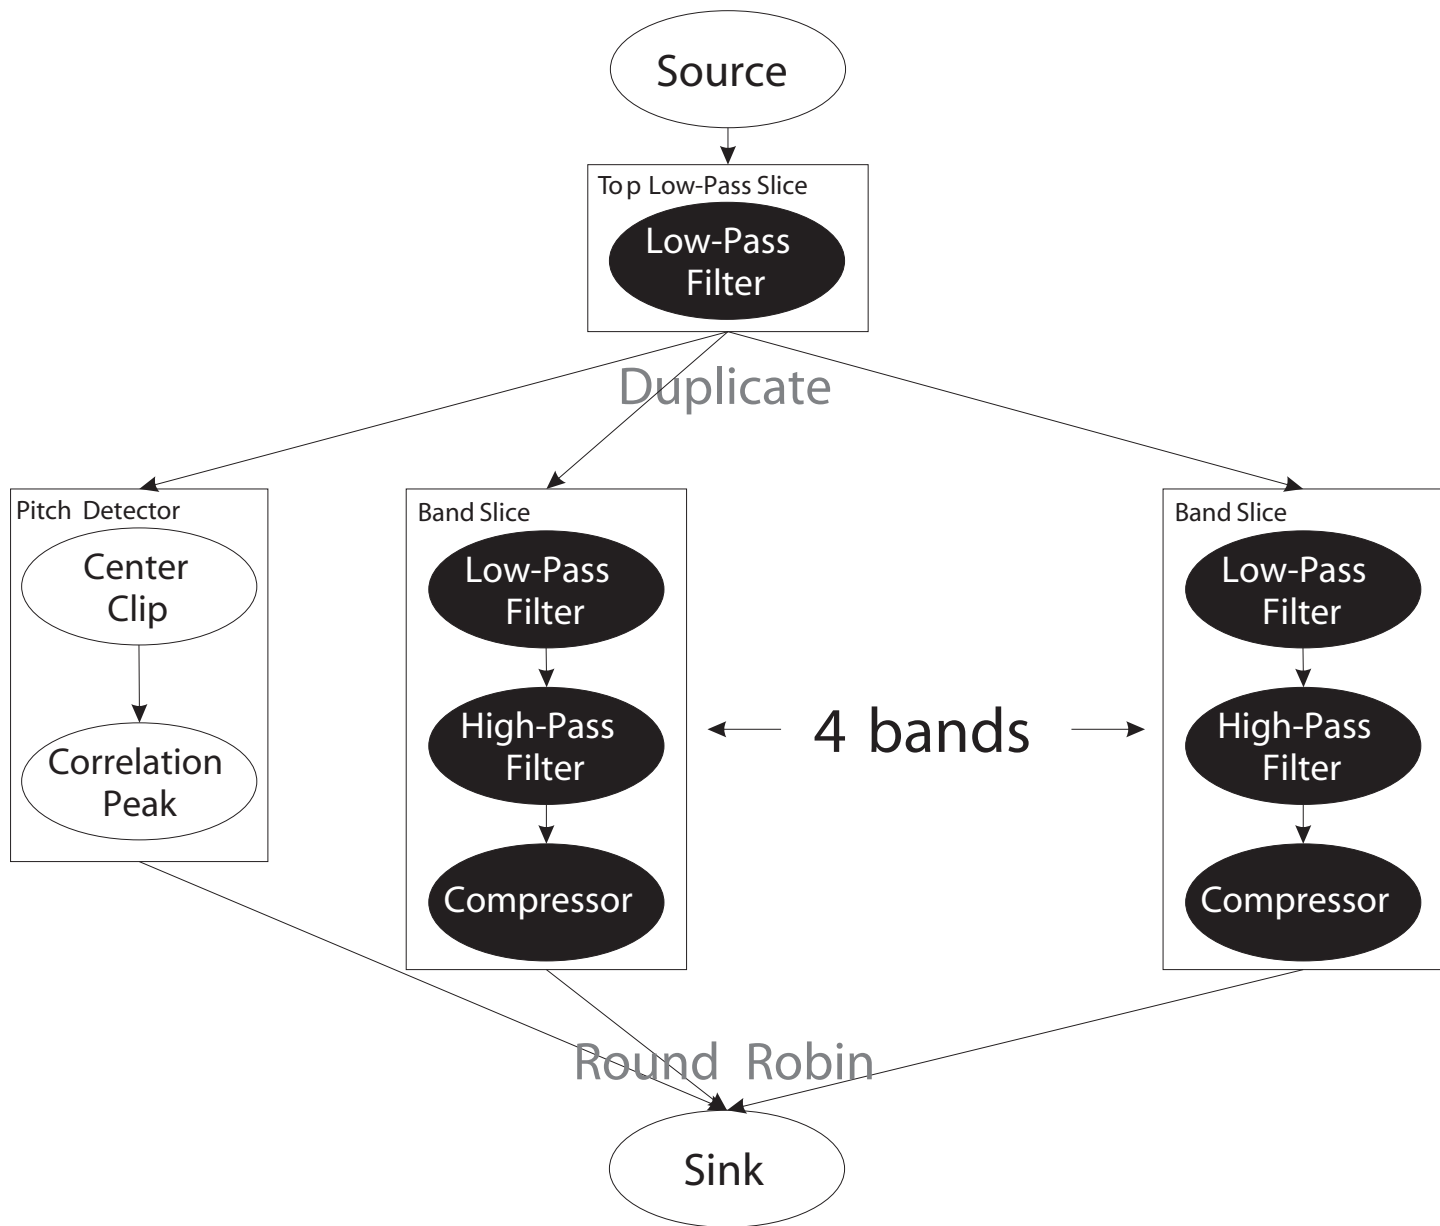 Source
Top Low-Pass Slice
Low-Pass
Filter
Duplicate
Pitch Detector
Center
Clip
Correlation
Peak
Band Slice
Low-Pass
Filter
High-Pass
Filter
Compressor
4 bands
Band Slice
Low-Pass
Filter
High-Pass
Filter
Compressor
Round Robin
Sink